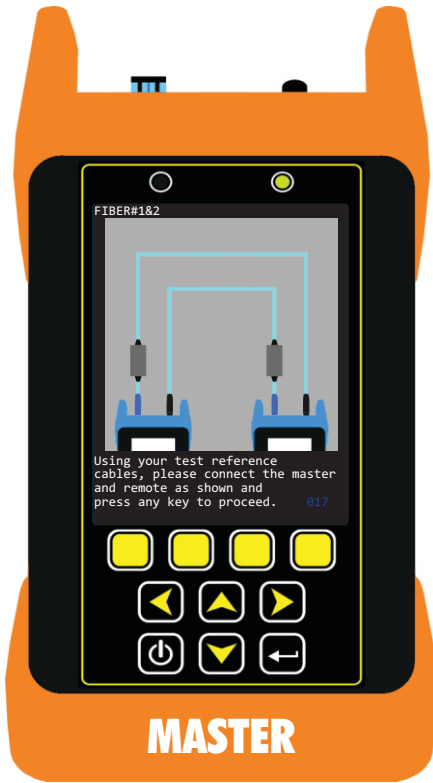 FIBER#1&2
Using your test reference
cables, please connect the master
and remote as shown and
press any key to proceed. 017
MASTER